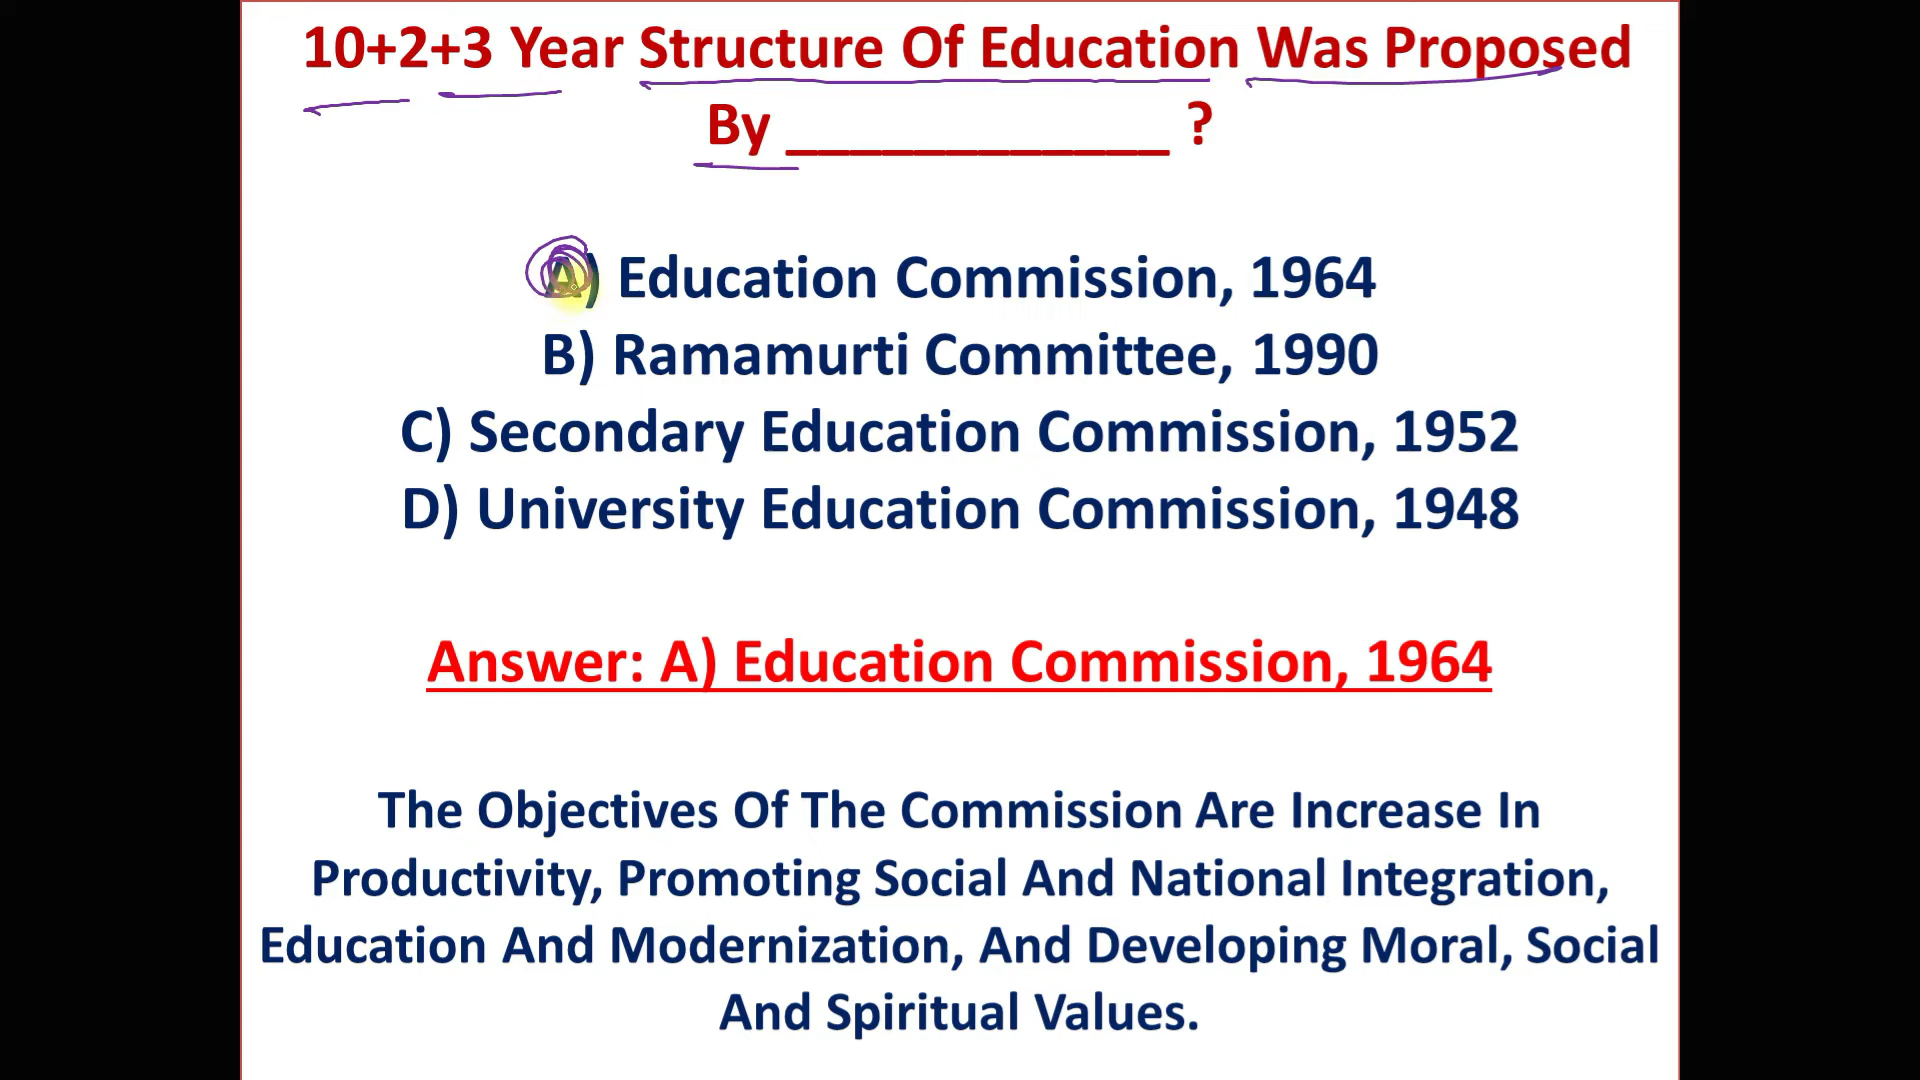 10+2+3 Year Structure Of Education Was Proposed
By ____________ ?
A) Education Commission, 1964
B) Ramamurti Committee, 1990
C) Secondary Education Commission, 1952
D) University Education Commission, 1948
Answer: A) Education Commission, 1964
The Objectives Of The Commission Are Increase In
Productivity, Promoting Social And National Integration,
Education And Modernization, And Developing Moral, Social
And Spiritual Values.